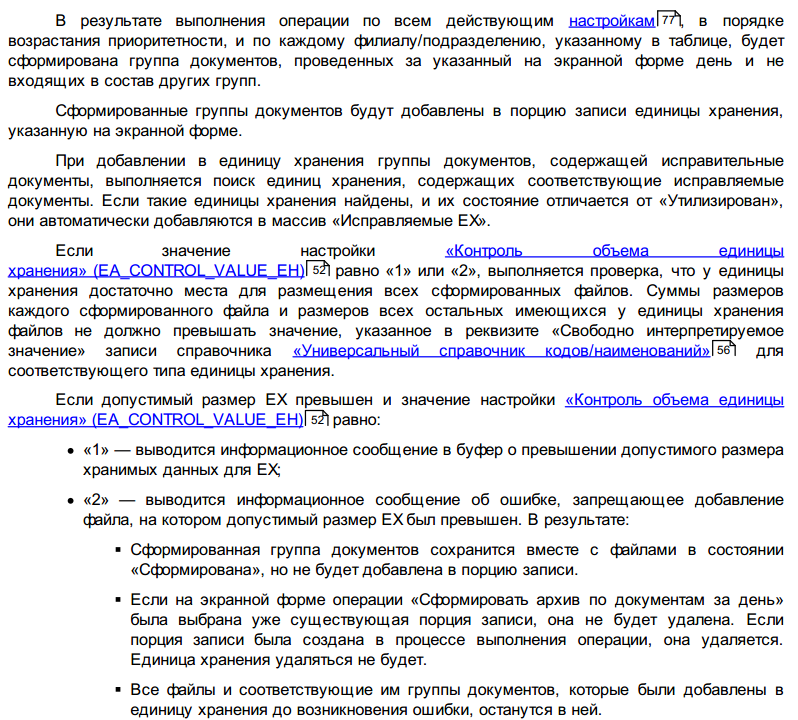 В результате выполнения операции по всем действующим настройкам 77, в порядке
возрастания приоритетности, и по каждому филиалу/подразделению, указанному в таблице, будет
сформирована группа документов, проведенных за указанный на экранной форме день и не
входящих в состав других групп.
Сформированные группы документов будут добавлены в порцию записи единицы хранения,
указанную на экранной форме.
При добавлении в единицу хранения группы документов, содержащей исправительные
документы, выполняется поиск единиц хранения, содержащих соответствующие исправляемые
документы. Если такие единицы хранения найдены, и их состояние отличается от «Утилизирован»,
они автоматически добавляются в массив «Исправляемые ЕХ».
Если значение настройки «Контроль объема единицы
хранения» (EA_CONTROL_VALUE_EH) 52 равно «1» или «2», выполняется проверка, что у единицы
хранения достаточно места для размещения всех сформированных файлов. Суммы размеров
каждого сформированного файла и размеров всех остальных имеющихся у единицы хранения
файлов не должно превышать значение, указанное в реквизите «Свободно интерпретируемое
значение» записи справочника «Универсальный справочник кодов/наименований» 56 для
соответствующего типа единицы хранения.
Если допустимый размер ЕХ превышен и значение настройки «Контроль объема единицы
хранения» (EA_CONTROL_VALUE_EH) 52 равно:
• «1» — выводится информационное сообщение в буфер о превышении допустимого размера
хранимых данных для ЕХ;
• «2» — выводится информационное сообщение об ошибке, запрещающее добавление
файла, на котором допустимый размер ЕХ был превышен. В результате:
▪ Сформированная группа документов сохранится вместе с файлами в состоянии
«Сформирована», но не будет добавлена в порцию записи.
▪ Если на экранной форме операции «Сформировать архив по документам за день»
была выбрана уже существующая порция записи, она не будет удалена. Если
порция записи была создана в процессе выполнения операции, она удаляется.
Единица хранения удаляться не будет.
▪ Все файлы и соответствующие им группы документов, которые были добавлены в
единицу хранения до возникновения ошибки, останутся в ней.